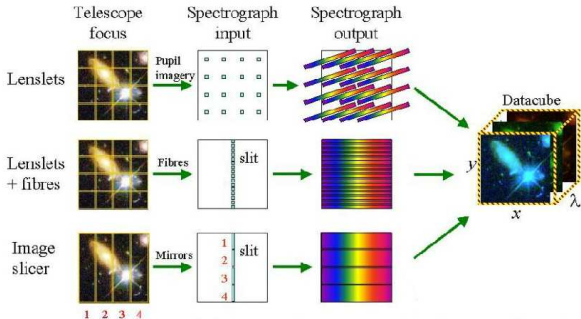 Telescope
focus
Spectrograph
input
Spectrograph
output
Lenslets
Pupil
imagery
Datacube
Lenslets
+ fibres
Fibres
slit
y
x
λ
Image
slicer
Mirrors
1
2
3
4
slit
1 2 3 4